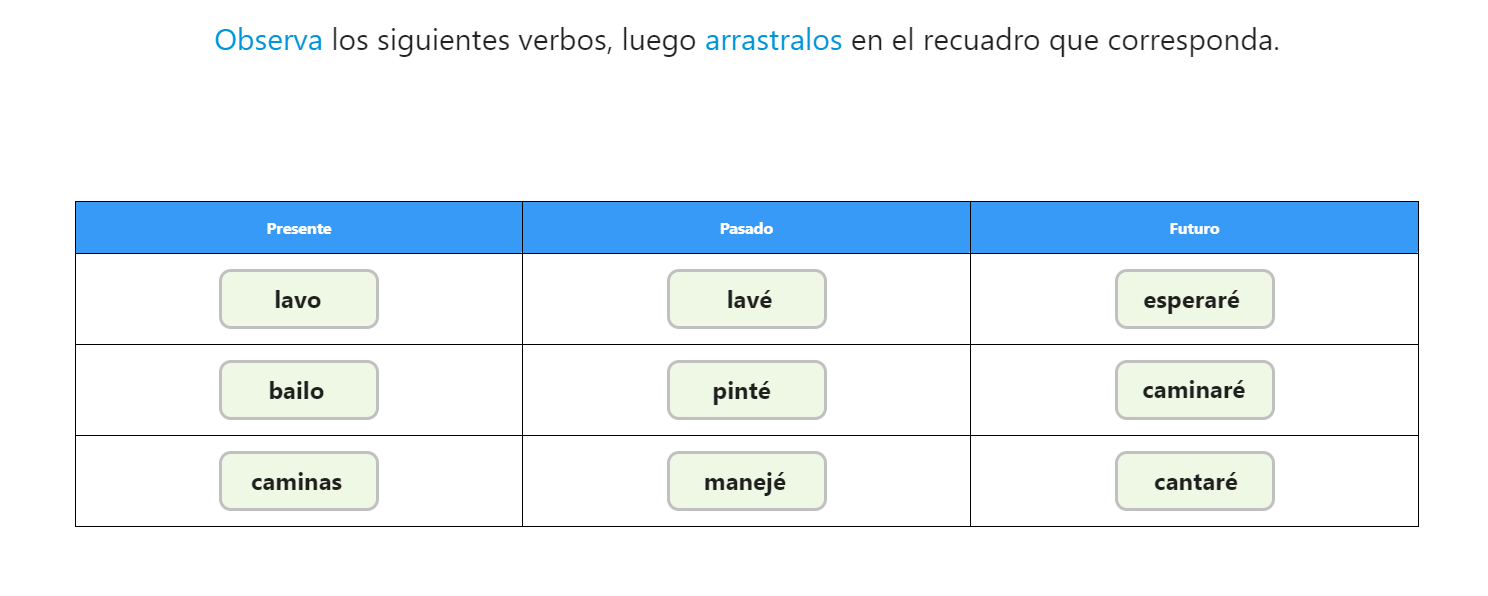 Observa los siguientes verbos, luego arrastralos en el recuadro que corresponda.
Presente Pasado Futuro
lavo lavé esperaré
bailo pinté caminaré
caminas manejé cantaré